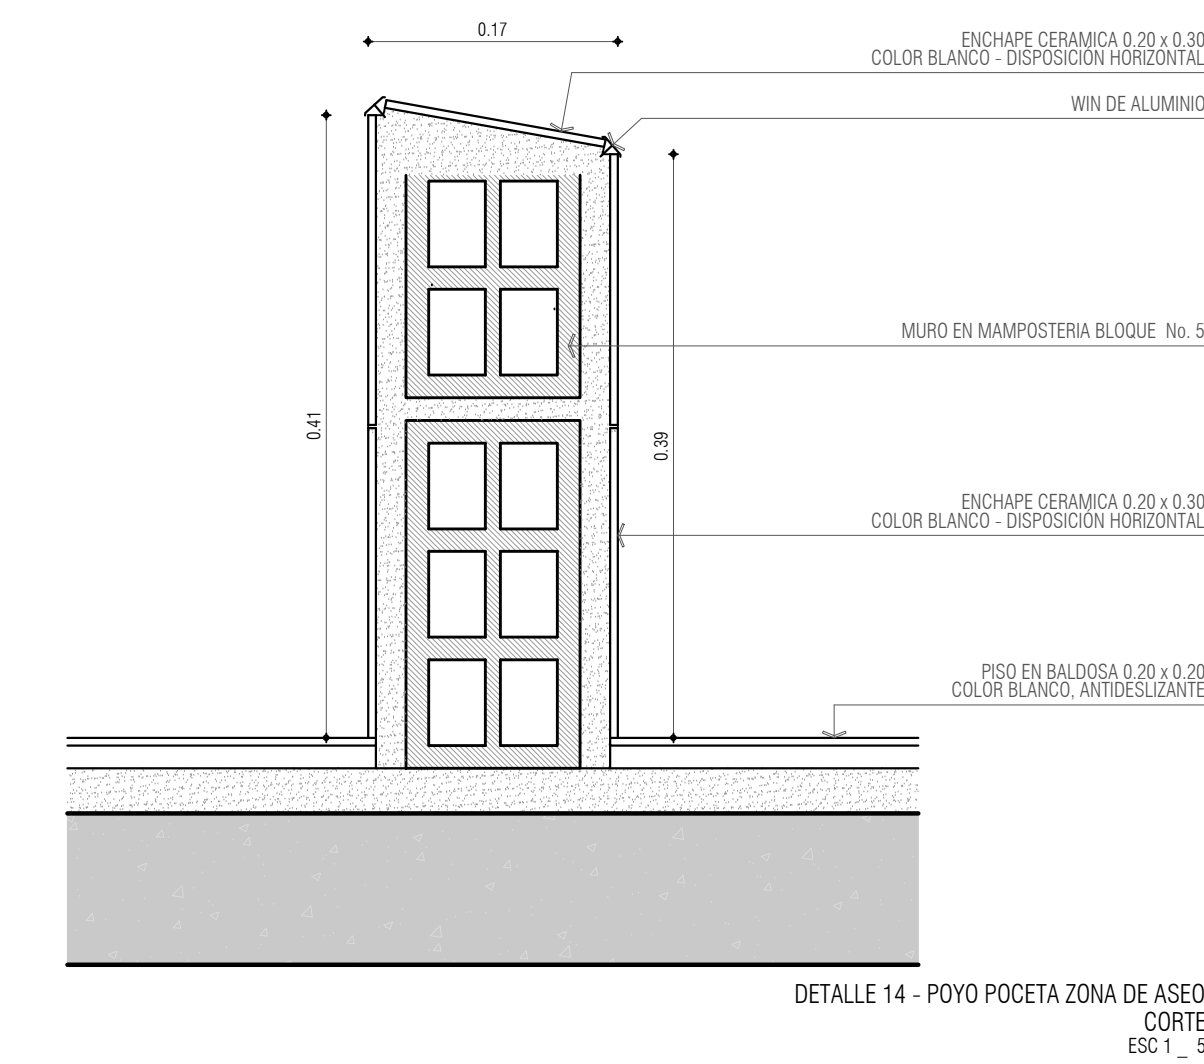 0.17
ENCHAPE CERAMICA 0.20 x 0.30
COLOR BLANCO - DISPOSICIÓN HORIZONTAL
WIN DE ALUMINIO
MURO EN MAMPOSTERIA BLOQUE No. 5
0.41
0.39
ENCHAPE CERAMICA 0.20 x 0.30
COLOR BLANCO - DISPOSICIÓN HORIZONTAL
PISO EN BALDOSA 0.20 x 0.20
COLOR BLANCO, ANTIDESLIZANTE
DETALLE 14 - POYO POCETA ZONA DE ASEO
CORTE
ESC 1 _ 5